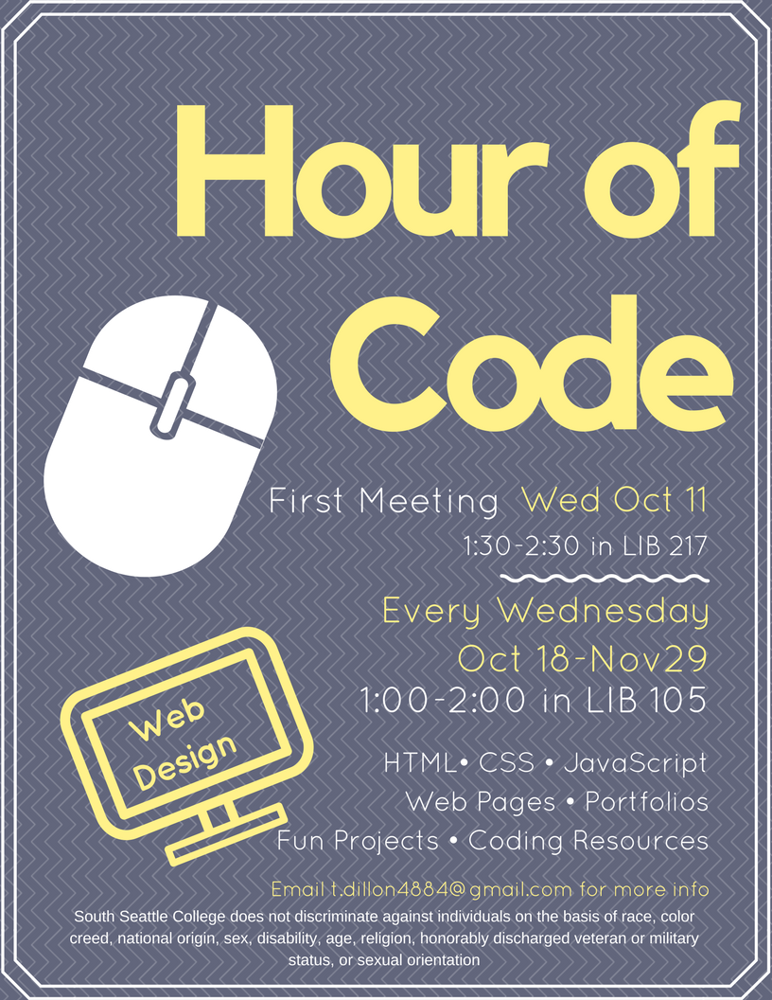 Hour of
Code
First Meeting Wed Oct 11
1:30-2:30 in LIB 217
Every Wednesday
Oct 18-Nov29
1:00-2:00 in LIB 105
Web
Design
HTML• CSS • JavaScript
Web Pages • Portfolios
Fun Projects • Coding Resources
Email t.dillon4884@gmail.com for more info
South Seattle College does not discriminate against individuals on the basis of race, color
creed, national origin, sex, disability, age, religion, honorably discharged veteran or military
status, or sexual orientation